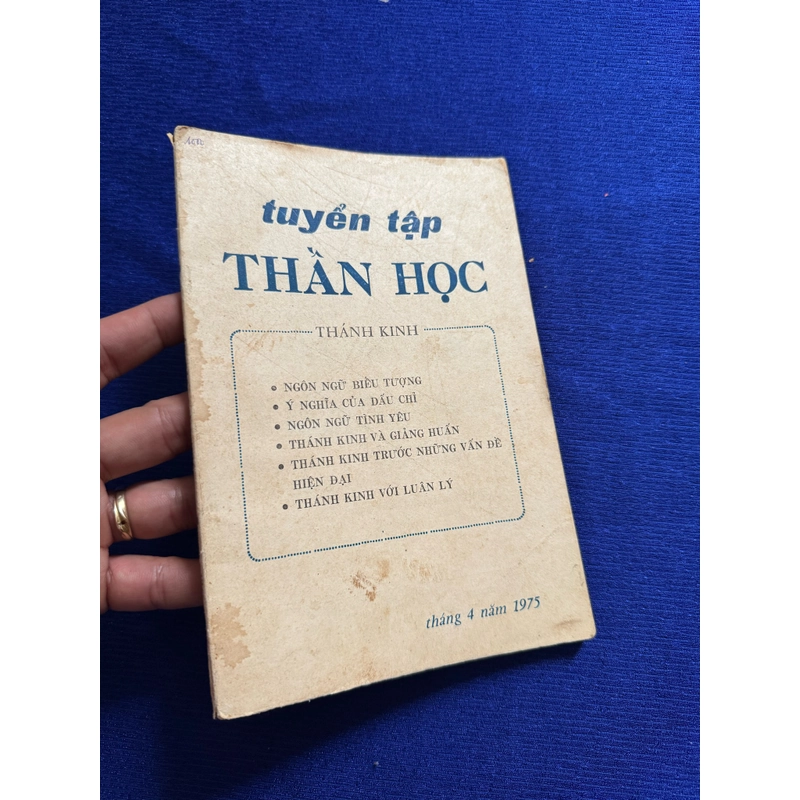 tuyển tập
THẦN HỌC
THÁNH KINH
• NGÔN NGỮ BIỂU TƯỢNG
• Ý NGHĨA CỦA DẤU CHỈ
• NGÔN NGỮ TÌNH YÊU
• THÁNH KINH VÀ GIẢNG HUẤN
• THÁNH KINH TRƯỚC NHỮNG VẤN ĐỀ
HIỆN ĐẠI
• THÁNH KINH VỚI LUÂN LÝ
tháng 4 năm 1975